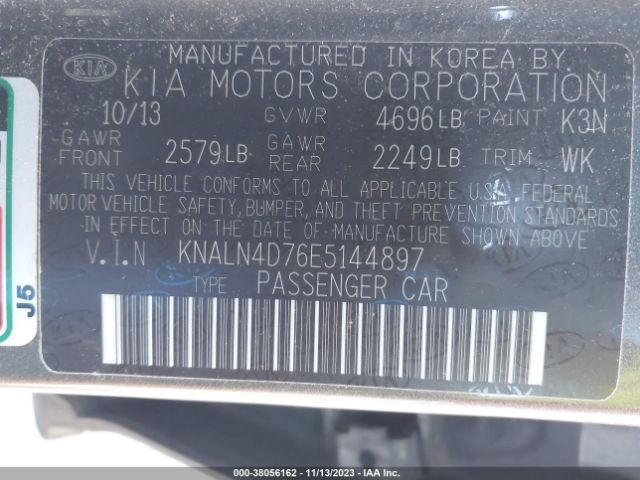 MANUFACTURED IN KOREA BY
KIA KIA MOTORS CORPORATION
10/13 GVWR 4696LB PAINT K3N
GAWR FRONT 2579LB GAWR REAR 2249LB TRIM WK
THIS VEHICLE CONFORMS TO ALL APPLICABLE U.S.A. FEDERAL
MOTOR VEHICLE SAFETY, BUMPER, AND THEFT PREVENTION STANDARDS
IN EFFECT ON THE DATE OF MANUFACTURE SHOWN ABOVE.
V.I.N KNALN4D76E5144897
TYPE PASSENGER CAR
J5
000-38056162 - 11/13/2023 - IAA Inc.